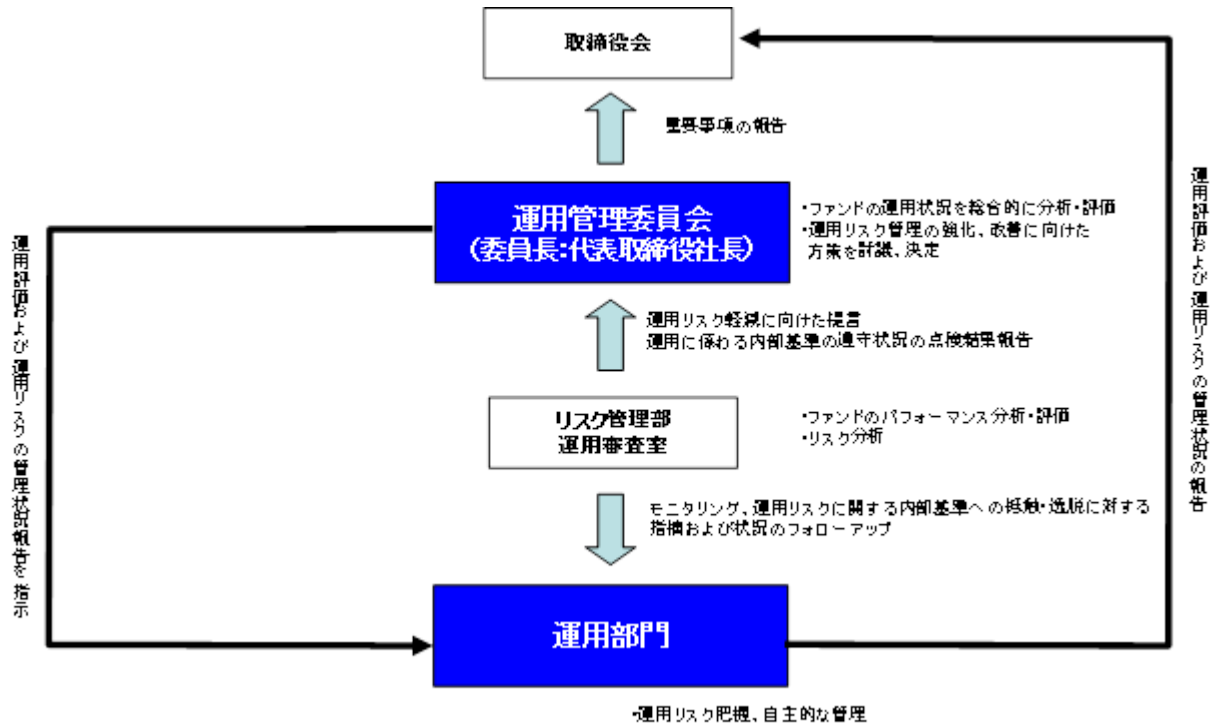 取締役会
重要事項の報告
運用管理委員会
(委員長:代表取締役社長)
・ファンドの運用状況を総合的に分析・評価
・運用リスク管理の強化、改善に向けた
方策を討議、決定
運用リスク軽減に向けた提言
運用に係わる内部基準の遵守状況の点検結果報告
リスク管理部
運用審査室
・ファンドのパフォーマンス分析・評価
・リスク分析
モニタリング、運用リスクに関する内部基準への抵触・逸脱に対する
指摘および状況のフォローアップ
運用部門
・運用リスク把握、自主的な管理
運用評価および運用リスクの管理状況報告を指示
運用評価および運用リスクの管理状況の報告